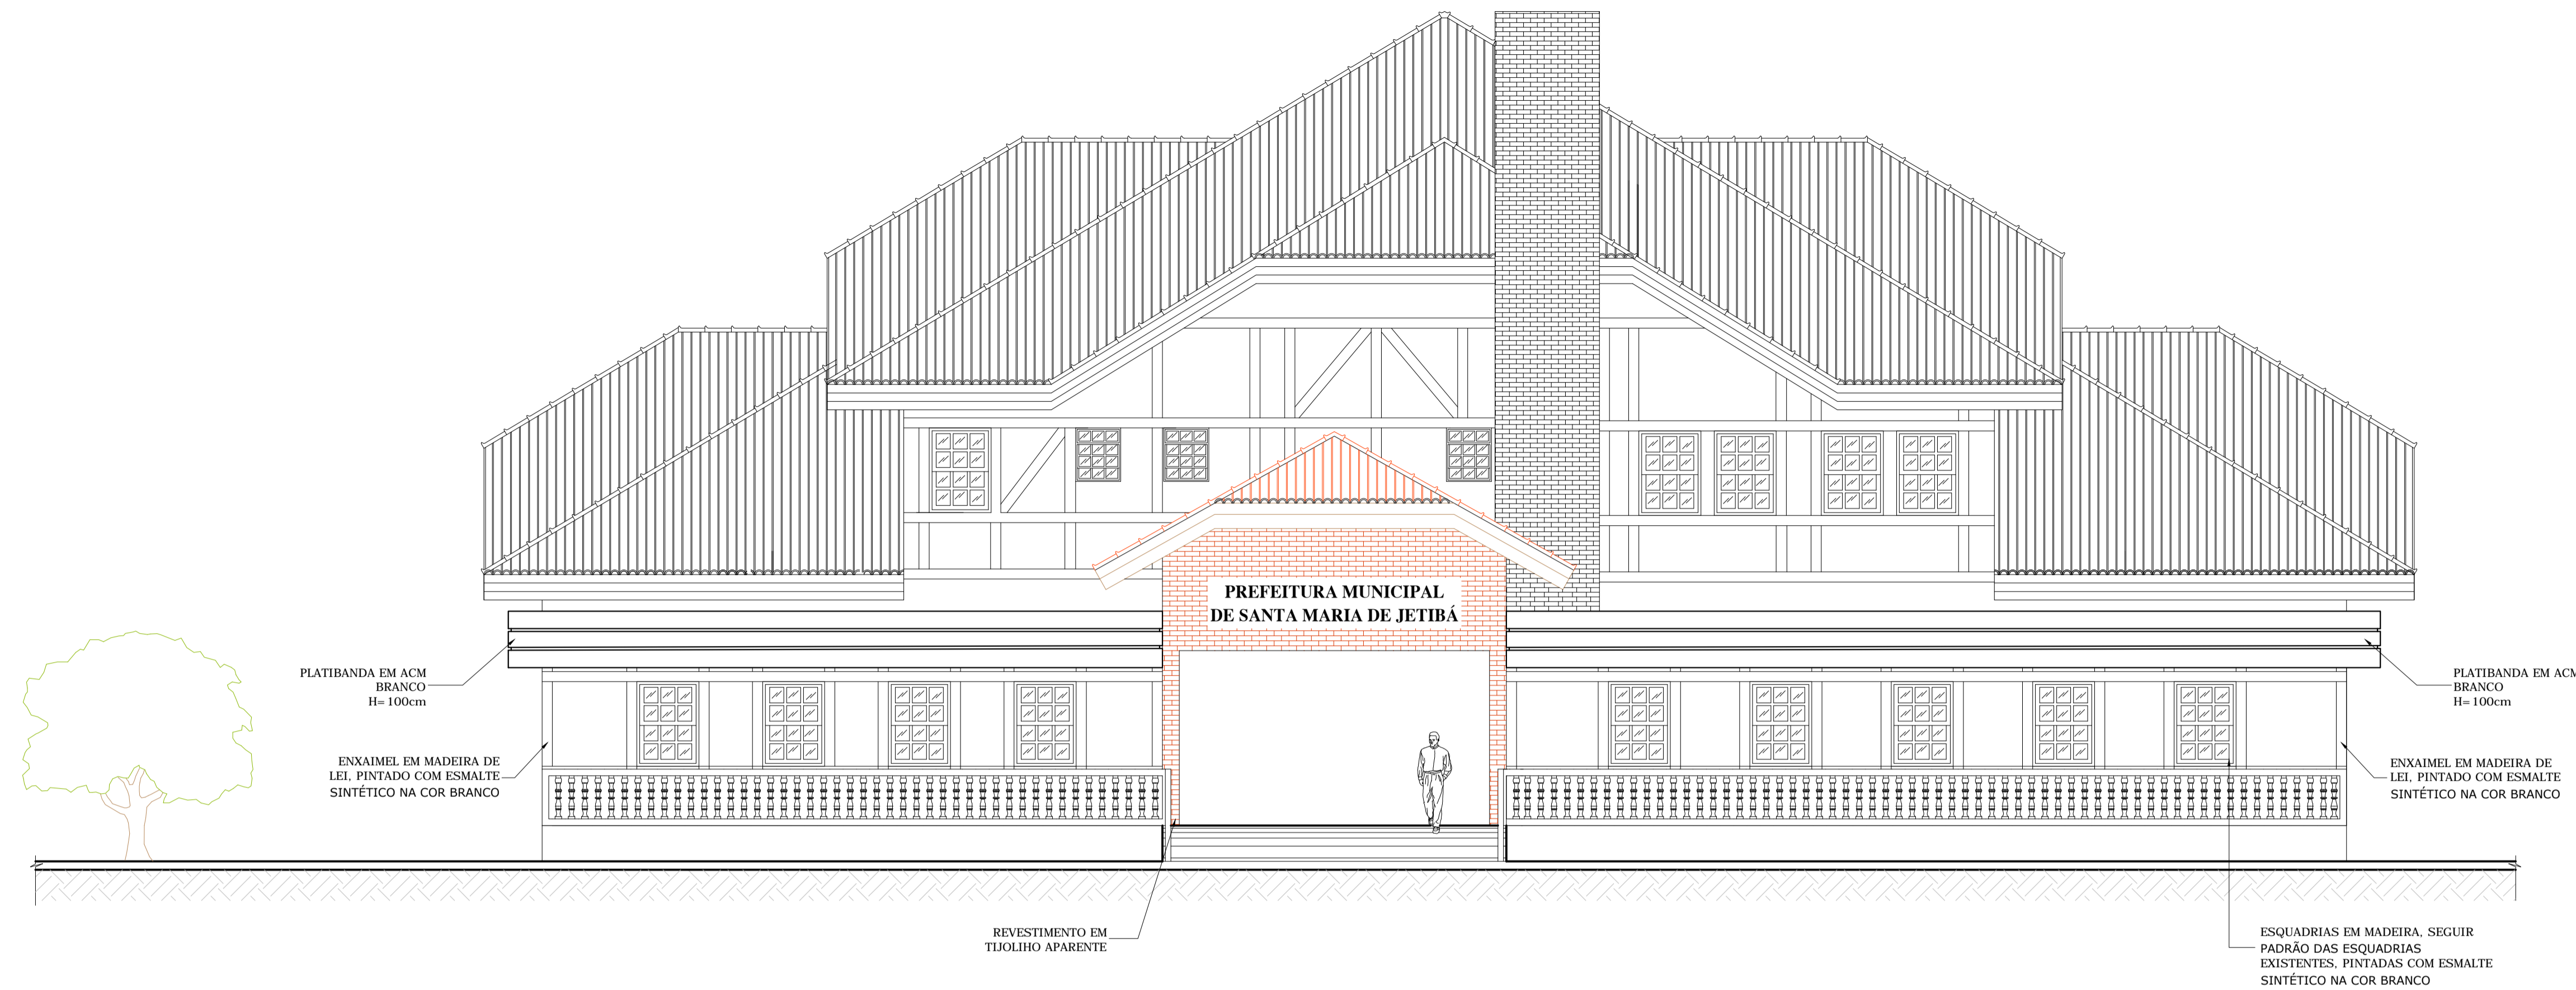 PREFEITURA MUNICIPAL
DE SANTA MARIA DE JETIBÁ
PLATIBANDA EM ACM
BRANCO
H=100cm
PLATIBANDA EM ACM
BRANCO
H=100cm
ENXAIMEL EM MADEIRA DE
LEI, PINTADO COM ESMALTE
SINTÉTICO NA COR BRANCO
ENXAIMEL EM MADEIRA DE
LEI, PINTADO COM ESMALTE
SINTÉTICO NA COR BRANCO
REVESTIMENTO EM
TIJOLIHO APARENTE
ESQUADRIAS EM MADEIRA, SEGUIR
PADRÃO DAS ESQUADRIAS
EXISTENTES, PINTADAS COM ESMALTE
SINTÉTICO NA COR BRANCO